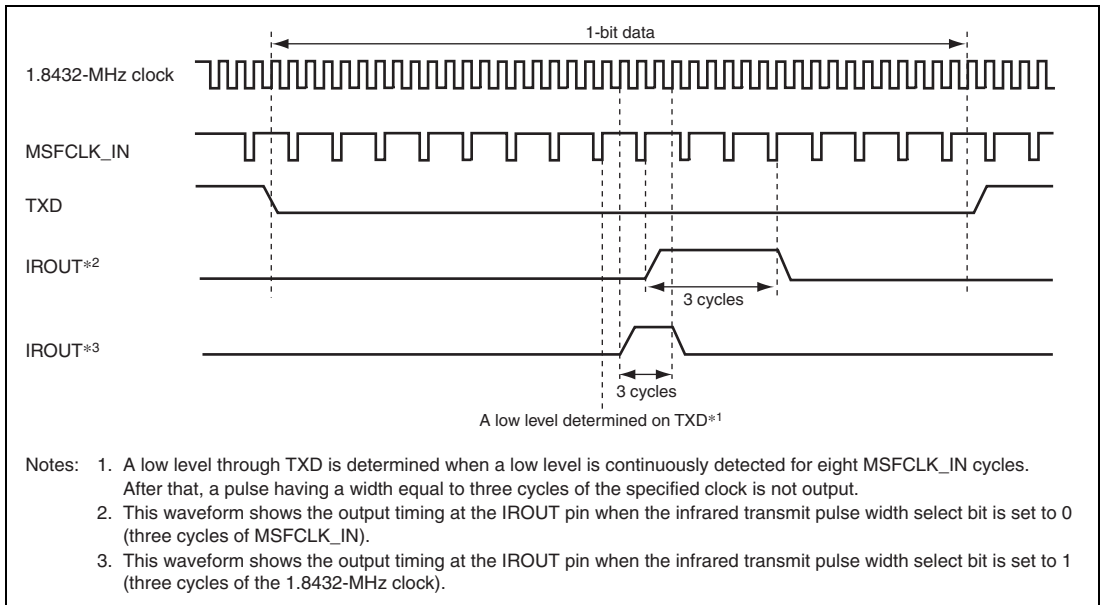 1-bit data
1.8432-MHz clock
MSFCLK_IN
TXD
IROUT*2
3 cycles
IROUT*3
3 cycles
A low level determined on TXD*1
Notes: 1. A low level through TXD is determined when a low level is continuously detected for eight MSFCLK_IN cycles.
After that, a pulse having a width equal to three cycles of the specified clock is not output.
2. This waveform shows the output timing at the IROUT pin when the infrared transmit pulse width select bit is set to 0
(three cycles of MSFCLK_IN).
3. This waveform shows the output timing at the IROUT pin when the infrared transmit pulse width select bit is set to 1
(three cycles of the 1.8432-MHz clock).